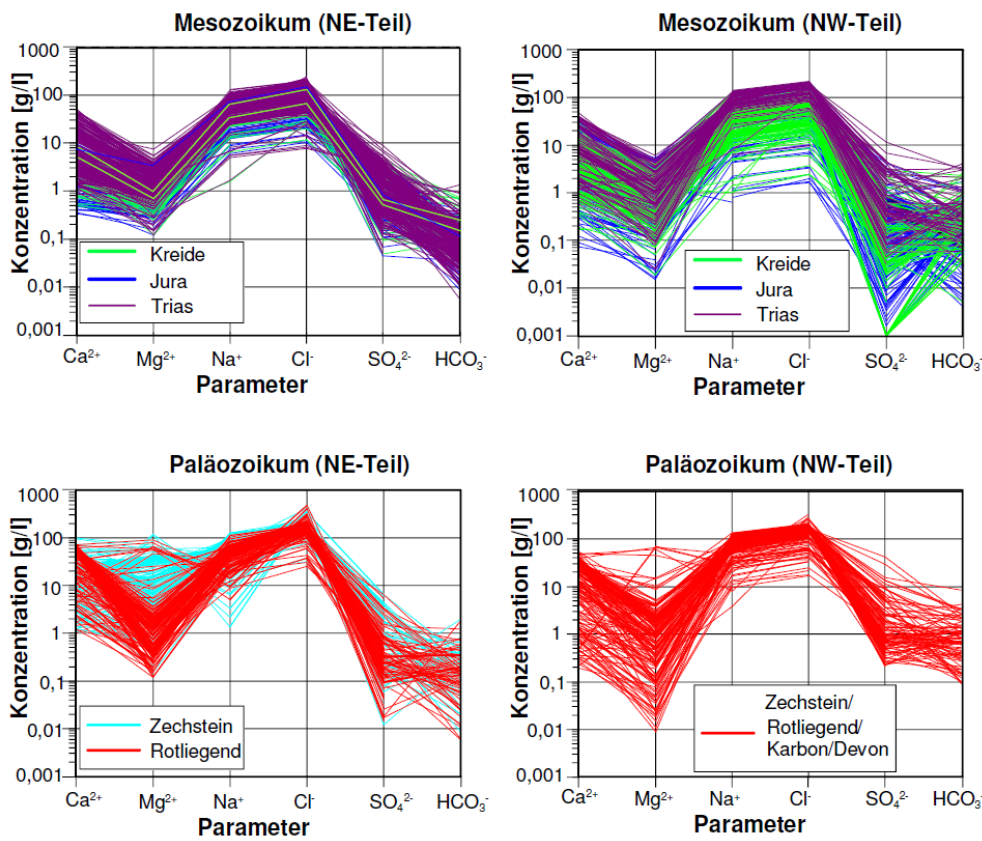 Mesozoikum (NE-Teil)
Konzentration [g/l]
1000
100
10
1
0,1
0,01
0,001
Kreide
Jura
Trias
Ca²⁺ Mg²⁺ Na⁺ Cl⁻ SO₄²⁻ HCO₃⁻
Parameter
Mesozoikum (NW-Teil)
Konzentration [g/l]
1000
100
10
1
0,1
0,01
0,001
Kreide
Jura
Trias
Ca²⁺ Mg²⁺ Na⁺ Cl⁻ SO₄²⁻ HCO₃⁻
Parameter
Paläozoikum (NE-Teil)
Konzentration [g/l]
1000
100
10
1
0,1
0,01
0,001
Zechstein
Rotliegend
Ca²⁺ Mg²⁺ Na⁺ Cl⁻ SO₄²⁻ HCO₃⁻
Parameter
Paläozoikum (NW-Teil)
Konzentration [g/l]
1000
100
10
1
0,1
0,01
0,001
Zechstein/
Rotliegend/
Karbon/Devon
Ca²⁺ Mg²⁺ Na⁺ Cl⁻ SO₄²⁻ HCO₃⁻
Parameter